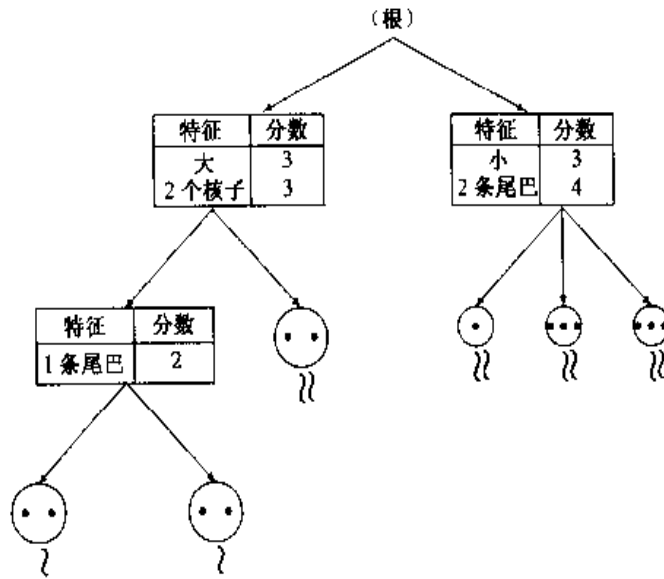 （根）
特征 分数
大 3
2个核子 3
特征 分数
小 3
2条尾巴 4
特征 分数
1条尾巴 2